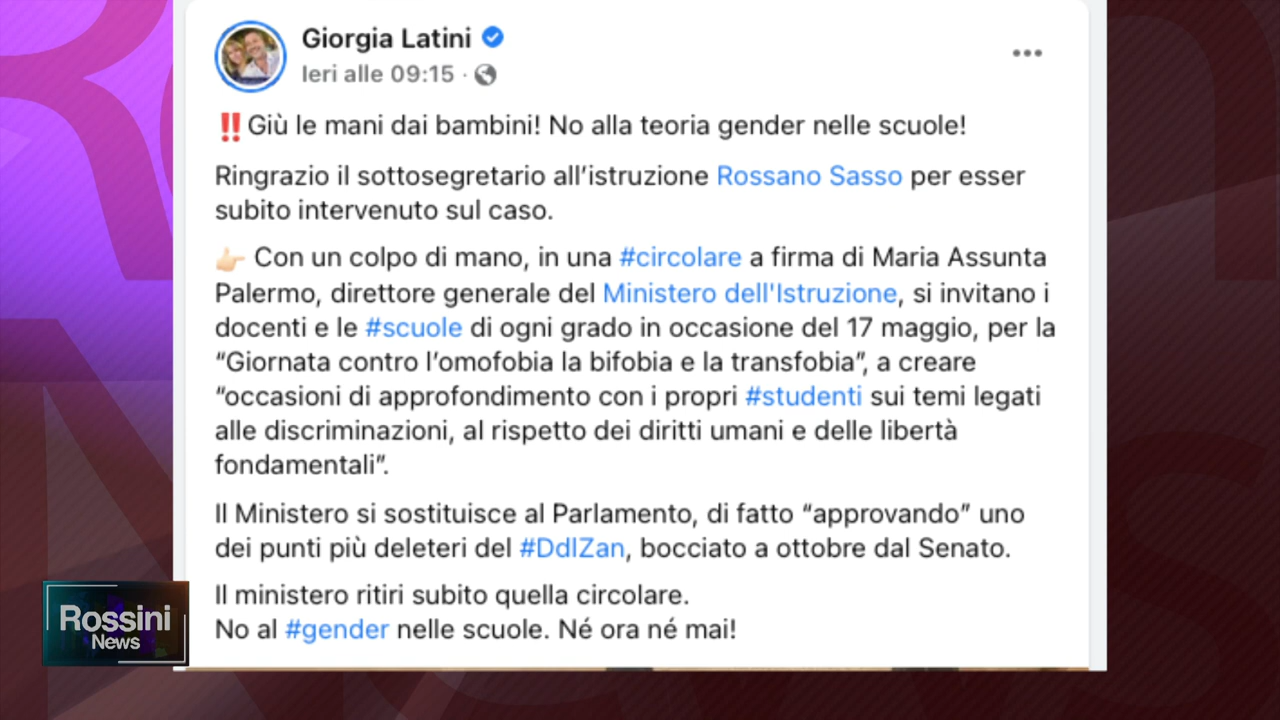 Giorgia Latini
Ieri alle 09:15 ·
‼️Giù le mani dai bambini! No alla teoria gender nelle scuole!
Ringrazio il sottosegretario all’istruzione Rossano Sasso per esser
subito intervenuto sul caso.
👉🏻 Con un colpo di mano, in una #circolare a firma di Maria Assunta
Palermo, direttore generale del Ministero dell'Istruzione, si invitano i
docenti e le #scuole di ogni grado in occasione del 17 maggio, per la
“Giornata contro l’omofobia la bifobia e la transfobia”, a creare
“occasioni di approfondimento con i propri #studenti sui temi legati
alle discriminazioni, al rispetto dei diritti umani e delle libertà
fondamentali”.
Il Ministero si sostituisce al Parlamento, di fatto “approvando” uno
dei punti più deleteri del #DdlZan, bocciato a ottobre dal Senato.
Il ministero ritiri subito quella circolare.
No al #gender nelle scuole. Né ora né mai!
Rossini
News